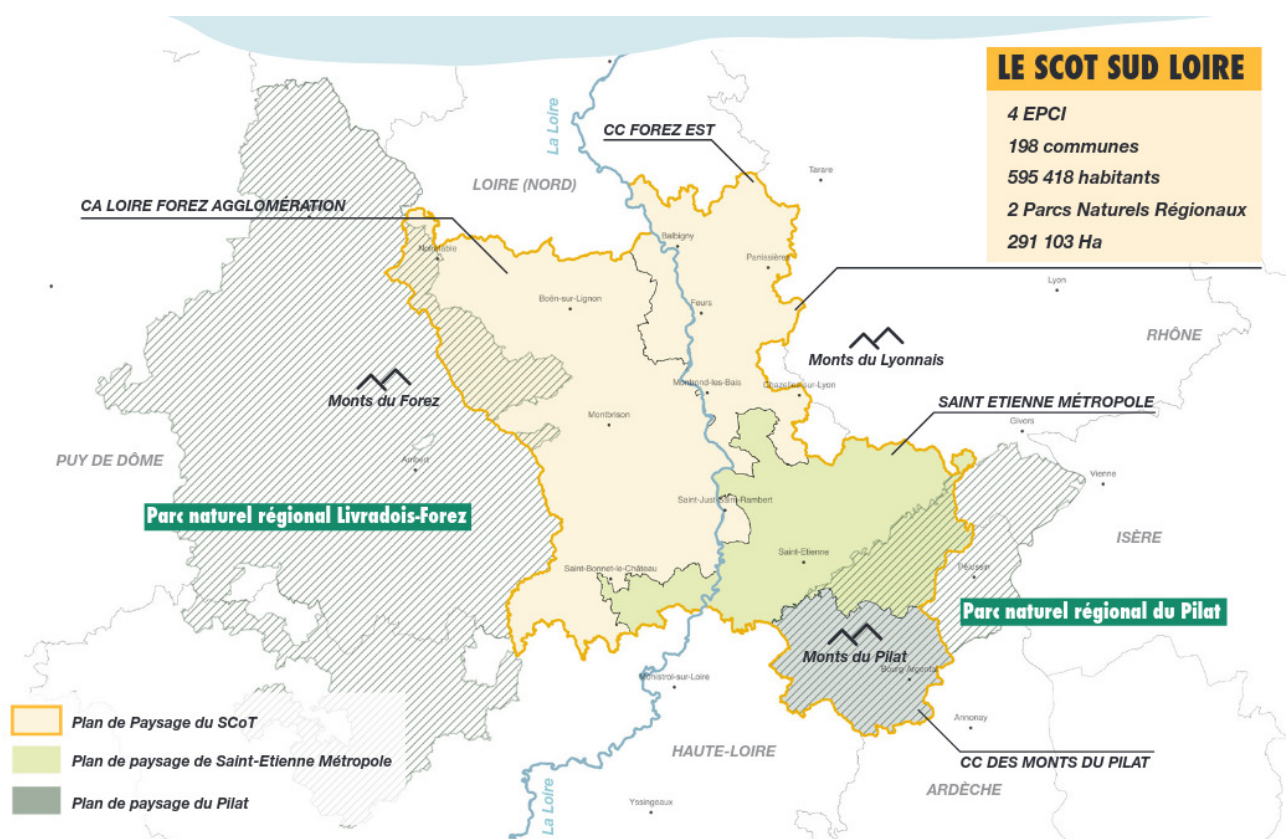 LE SCOT SUD LOIRE
4 EPCI
198 communes
595 418 habitants
2 Parcs Naturels Régionaux
291 103 Ha
La Loire
CC FOREZ EST
LOIRE (NORD)
Tarare
CA LOIRE FOREZ AGGLOMÉRATION
Balbigny
Noirétable
Panissières
Lyon
Boën-sur-Lignon
Feurs
RHÔNE
Monts du Lyonnais
Monts du Forez
Montrond-les-Bais
Chazelles-sur-Lyon
SAINT ETIENNE MÉTROPOLE
Montbrison
Givors
PUY DE DÔME
Ambert
Vienne
Saint-Just-Saint-Rambert
Parc naturel régional Livradois-Forez
ISÈRE
Saint-Etienne
Saint-Bonnet-le-Château
Pélussin
Parc naturel régional du Pilat
Monts du Pilat
Bourg-Argental
Monistrol-sur-Loire
Annonay
Plan de Paysage du SCoT
HAUTE-LOIRE
Plan de paysage de Saint-Etienne Métropole
CC DES MONTS DU PILAT
ARDÈCHE
Plan de paysage du Pilat
Yssingeaux
La Loire